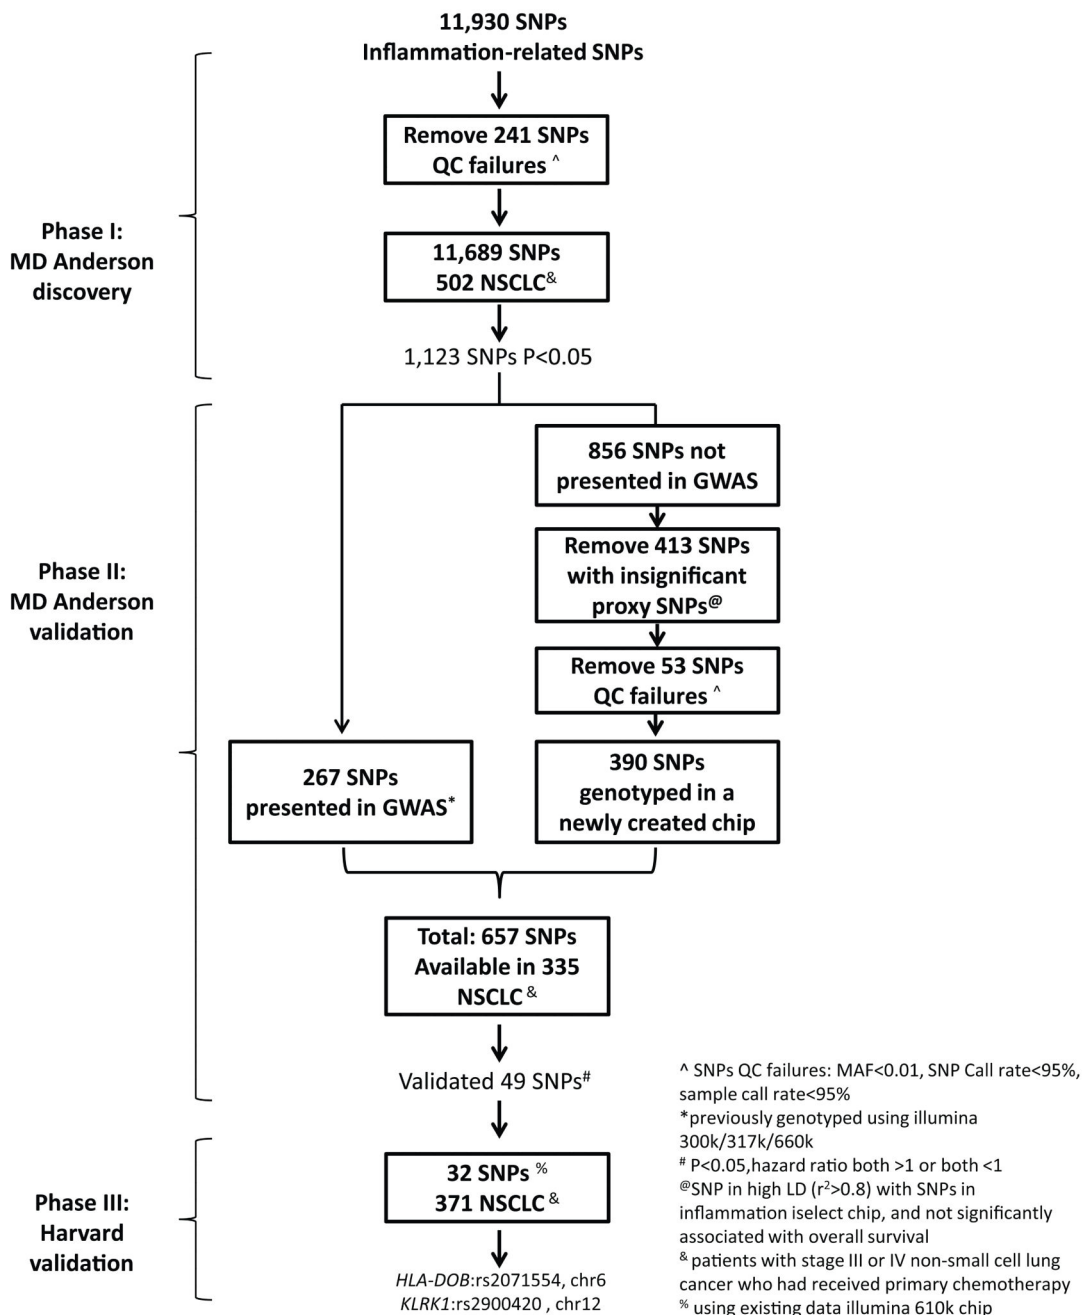 11,930 SNPs
Inflammation-related SNPs
Remove 241 SNPs
QC failures ^
Phase I:
MD Anderson
discovery
11,689 SNPs
502 NSCLC&
1,123 SNPs P<0.05
856 SNPs not
presented in GWAS
Remove 413 SNPs
with insignificant
proxy SNPs@
Phase II:
MD Anderson
validation
Remove 53 SNPs
QC failures ^
267 SNPs
presented in GWAS*
390 SNPs
genotyped in a
newly created chip
Total: 657 SNPs
Available in 335
NSCLC &
Validated 49 SNPs#
Phase III:
Harvard
validation
32 SNPs %
371 NSCLC &
HLA-DOB:rs2071554, chr6
KLRK1:rs2900420 , chr12
^ SNPs QC failures: MAF<0.01, SNP Call rate<95%,
sample call rate<95%
*previously genotyped using illumina
300k/317k/660k
# P<0.05,hazard ratio both >1 or both <1
@SNP in high LD (r²>0.8) with SNPs in
inflammation iselect chip, and not significantly
associated with overall survival
& patients with stage III or IV non-small cell lung
cancer who had received primary chemotherapy
% using existing data illumina 610k chip